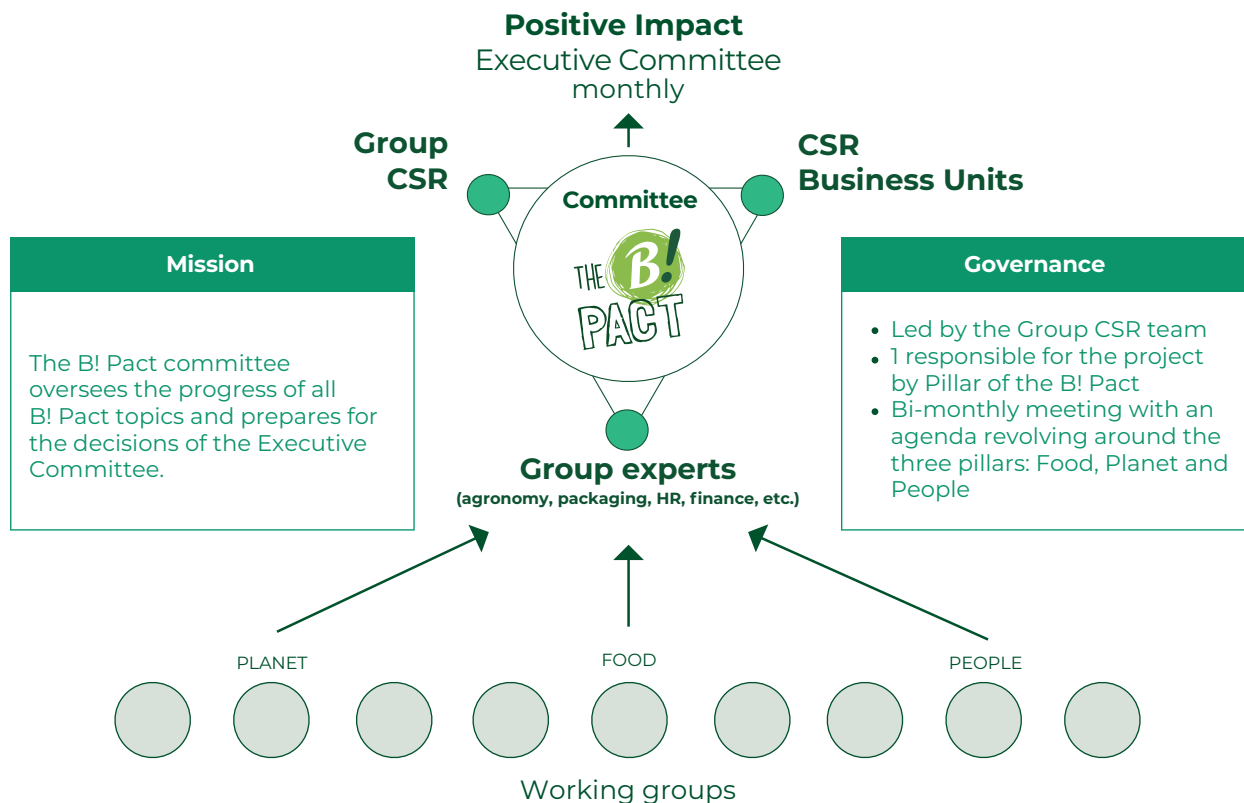 Positive Impact
Executive Committee
monthly
Group
CSR
CSR
Business Units
Committee
THE B!
PACT
Mission
The B! Pact committee
oversees the progress of all
B! Pact topics and prepares for
the decisions of the Executive
Committee.
Governance
• Led by the Group CSR team
• 1 responsible for the project
by Pillar of the B! Pact
• Bi-monthly meeting with an
agenda revolving around the
three pillars: Food, Planet and
People
Group experts
(agronomy, packaging, HR, finance, etc.)
PLANET
FOOD
PEOPLE
Working groups